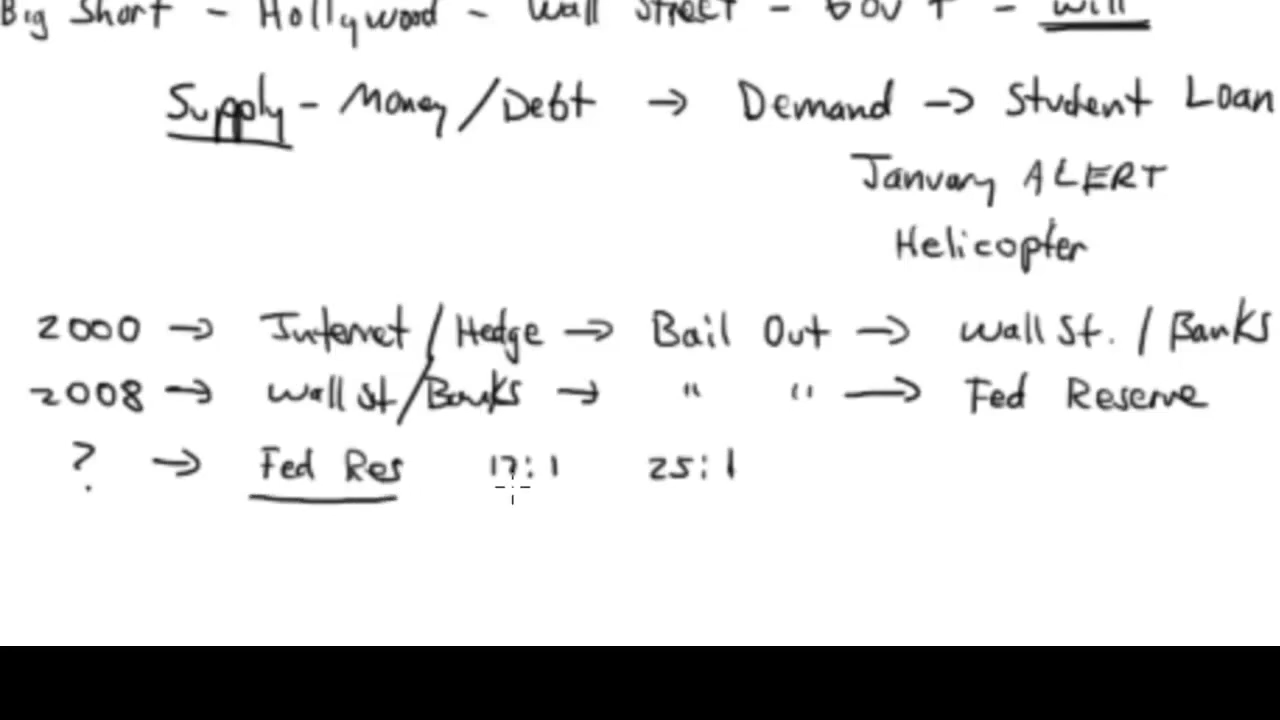 Big Short - Hollywood - Wall Street - Gov't - Will
Supply - Money/Debt → Demand → Student Loan
January ALERT
Helicopter
2000 → Internet/Hedge → Bail Out → Wall St. / Banks
2008 → Wall St/Banks → " " → Fed Reserve
? → Fed Res 17:1 25:1